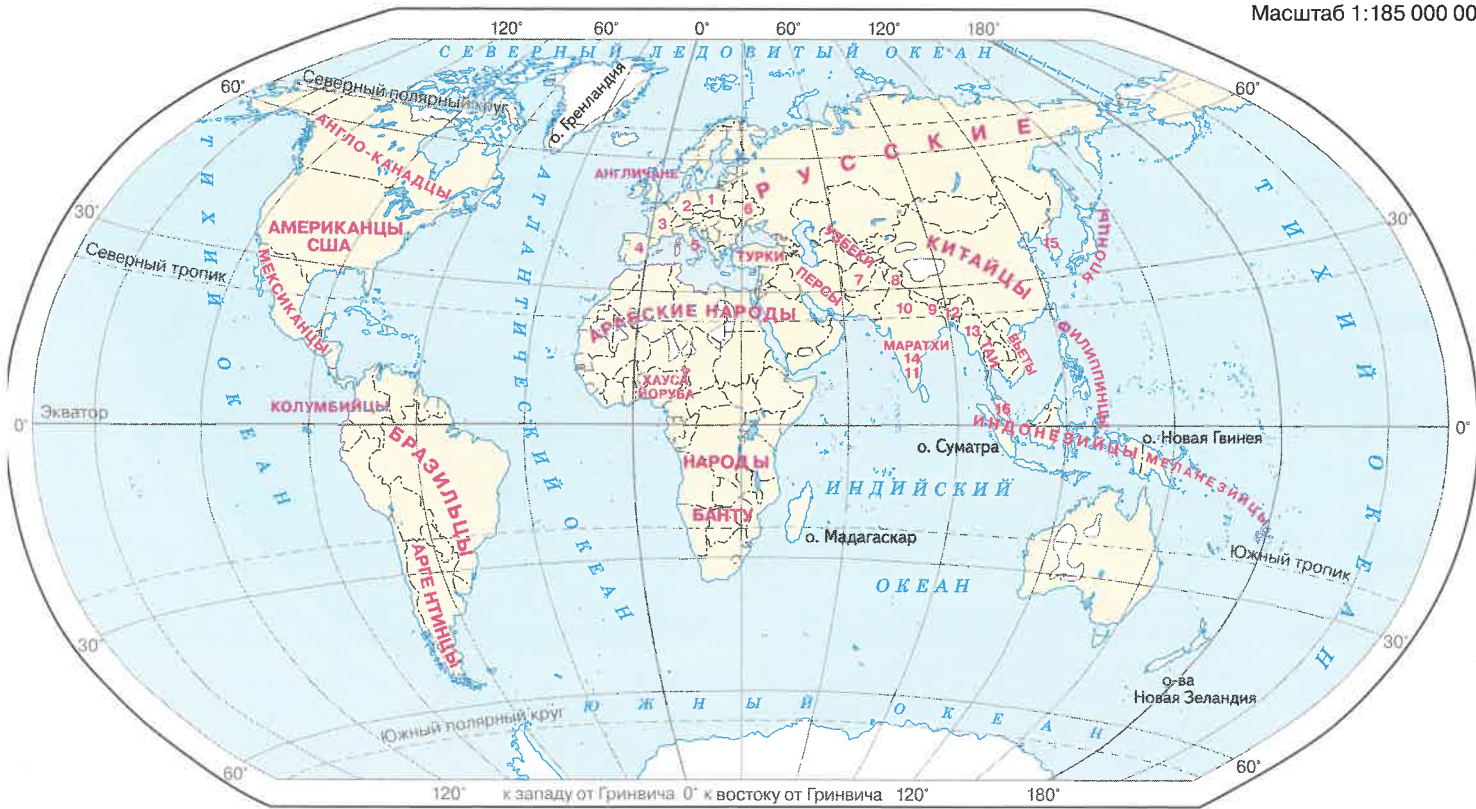 Масштаб 1:185 000 00
120° 60° 0° 60° 120° 180°
СЕВЕРНЫЙ ЛЕДОВИТЫЙ ОКЕАН
60°
Северный полярный круг
о. Гренландия
60°
АНГЛО-КАНАДЦЫ
РУССКИЕ
АНГЛИЧАНЕ
1
2
3
4
5
6
ТИХИЙ ОКЕАН
АТЛАНТИЧЕСКИЙ ОКЕАН
ТИХИЙ ОКЕАН
30°
30°
АМЕРИКАНЦЫ
США
Северный тропик
МЕКСИКАНЦЫ
ТУРКИ
УЗБЕКИ
ПЕРСЫ
КИТАЙЦЫ
ЯПОНЦЫ
15
7
8
10
9
12
13
АРАБСКИЕ НАРОДЫ
МАРАТХИ
14
11
ТАИ
ВЬЕТЫ
ФИЛИППИНЦЫ
ХАУСА
ЙОРУБА
КОЛУМБИЙЦЫ
16
Экватор
0°
0°
ИНДОНЕЗИЙЦЫ
МЕЛАНЕЗИЙЦЫ
о. Суматра
о. Новая Гвинея
БРАЗИЛЬЦЫ
НАРОДЫ
БАНТУ
ИНДИЙСКИЙ
ОКЕАН
о. Мадагаскар
Южный тропик
АРГЕНТИНЦЫ
30°
30°
о-ва
Новая Зеландия
ЮЖНЫЙ ОКЕАН
Южный полярный круг
60°
60°
120° к западу от Гринвича 0° к востоку от Гринвича 120° 180°